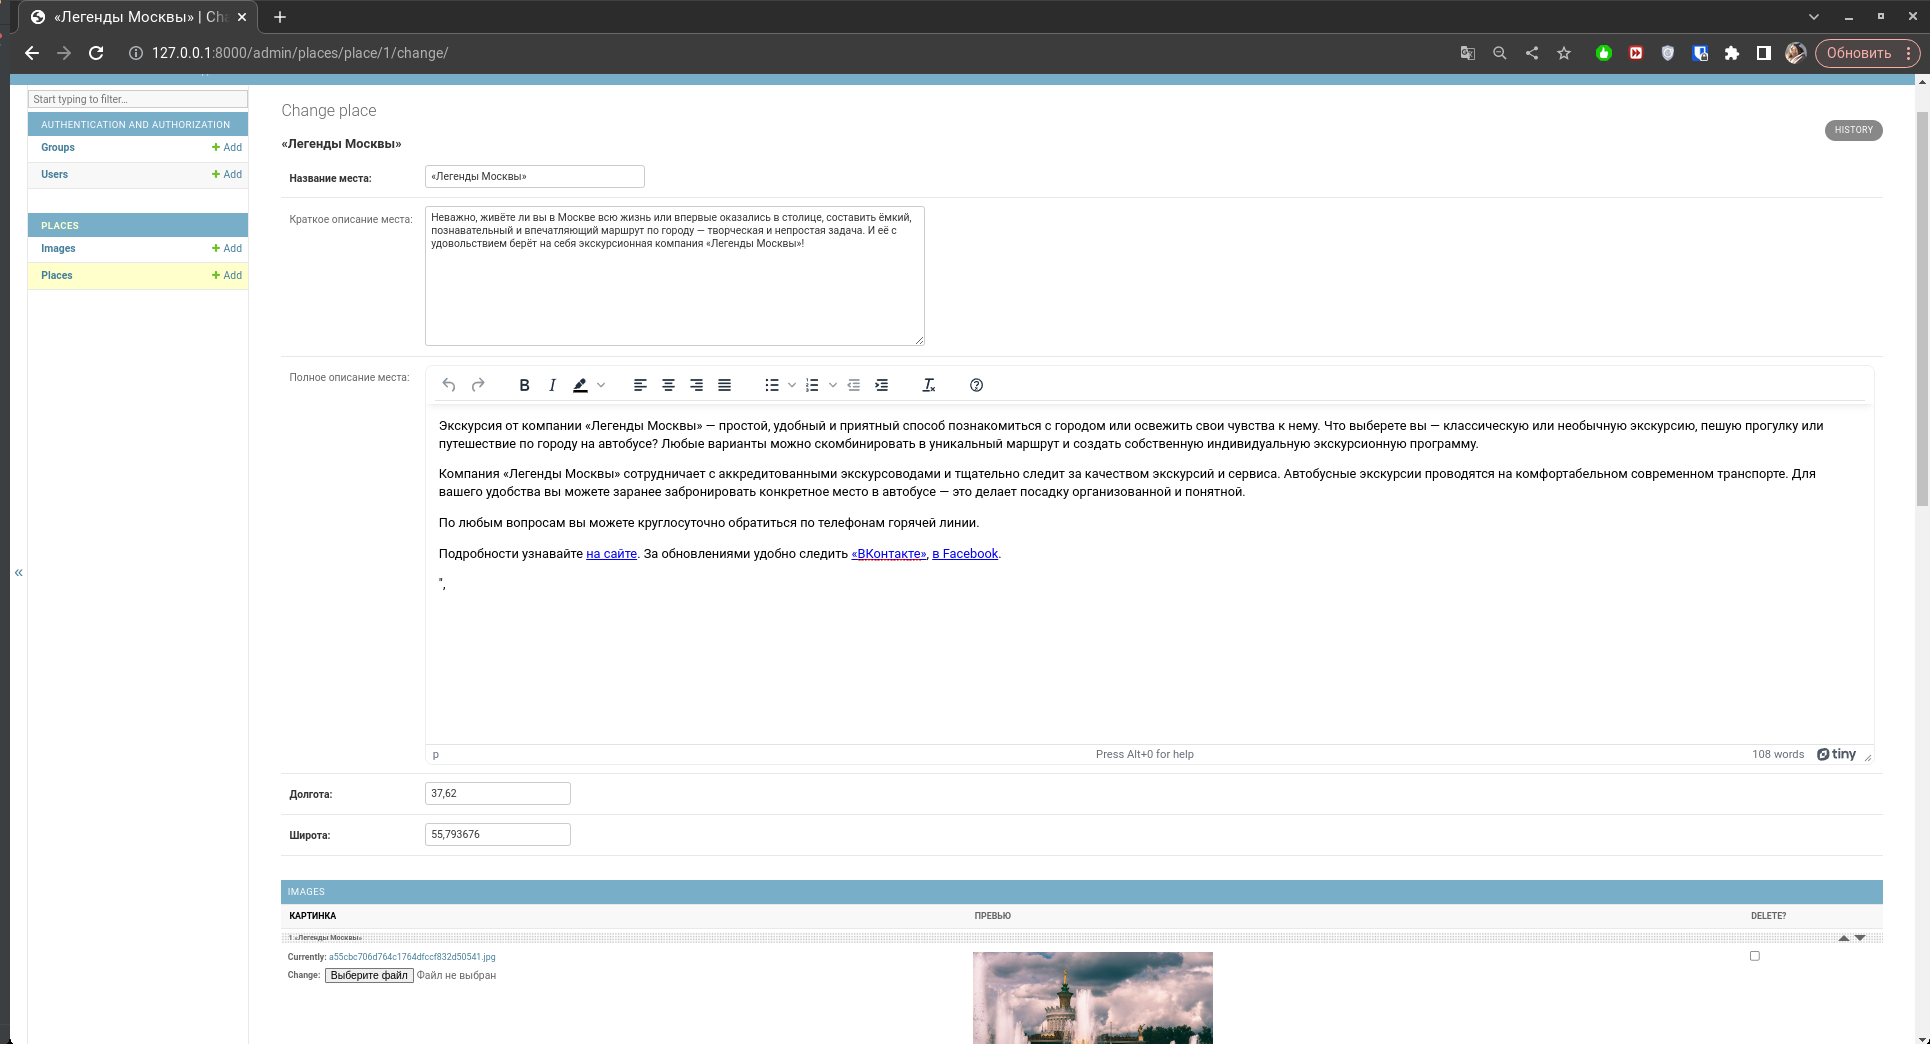 «Легенды Москвы» | Ch
127.0.0.1:8000/admin/places/place/1/change/
Обновить
Start typing to filter...
AUTHENTICATION AND AUTHORIZATION
Groups
Add
Users
Add
PLACES
Images
Add
Places
Add
«
Change place
HISTORY
«Легенды Москвы»
Название места:
«Легенды Москвы»
Краткое описание места:
Неважно, живёте ли вы в Москве всю жизнь или впервые оказались в столице, составить ёмкий,
познавательный и впечатляющий маршрут по городу — творческая и непростая задача. И её с
удовольствием берёт на себя экскурсионная компания «Легенды Москвы»!
Полное описание места:
Экскурсия от компании «Легенды Москвы» — простой, удобный и приятный способ познакомиться с городом или освежить свои чувства к нему. Что выберете вы — классическую или необычную экскурсию, пешую прогулку или
путешествие по городу на автобусе? Любые варианты можно скомбинировать в уникальный маршрут и создать собственную индивидуальную экскурсионную программу.
Компания «Легенды Москвы» сотрудничает с аккредитованными экскурсоводами и тщательно следит за качеством экскурсий и сервиса. Автобусные экскурсии проводятся на комфортабельном современном транспорте. Для
вашего удобства вы можете заранее забронировать конкретное место в автобусе — это делает посадку организованной и понятной.
По любым вопросам вы можете круглосуточно обратиться по телефонам горячей линии.
Подробности узнавайте на сайте. За обновлениями удобно следить «ВКонтакте», в Facebook.
",
p
Press Alt+0 for help
108 words
tiny
Долгота:
37,62
Широта:
55,793676
IMAGES
КАРТИНКА
ПРЕВЬЮ
DELETE?
1 «Легенды Москвы»
Currently: a55cbc706d764c1764dfccf832d50541.jpg
Change: Выберите файл Файл не выбран